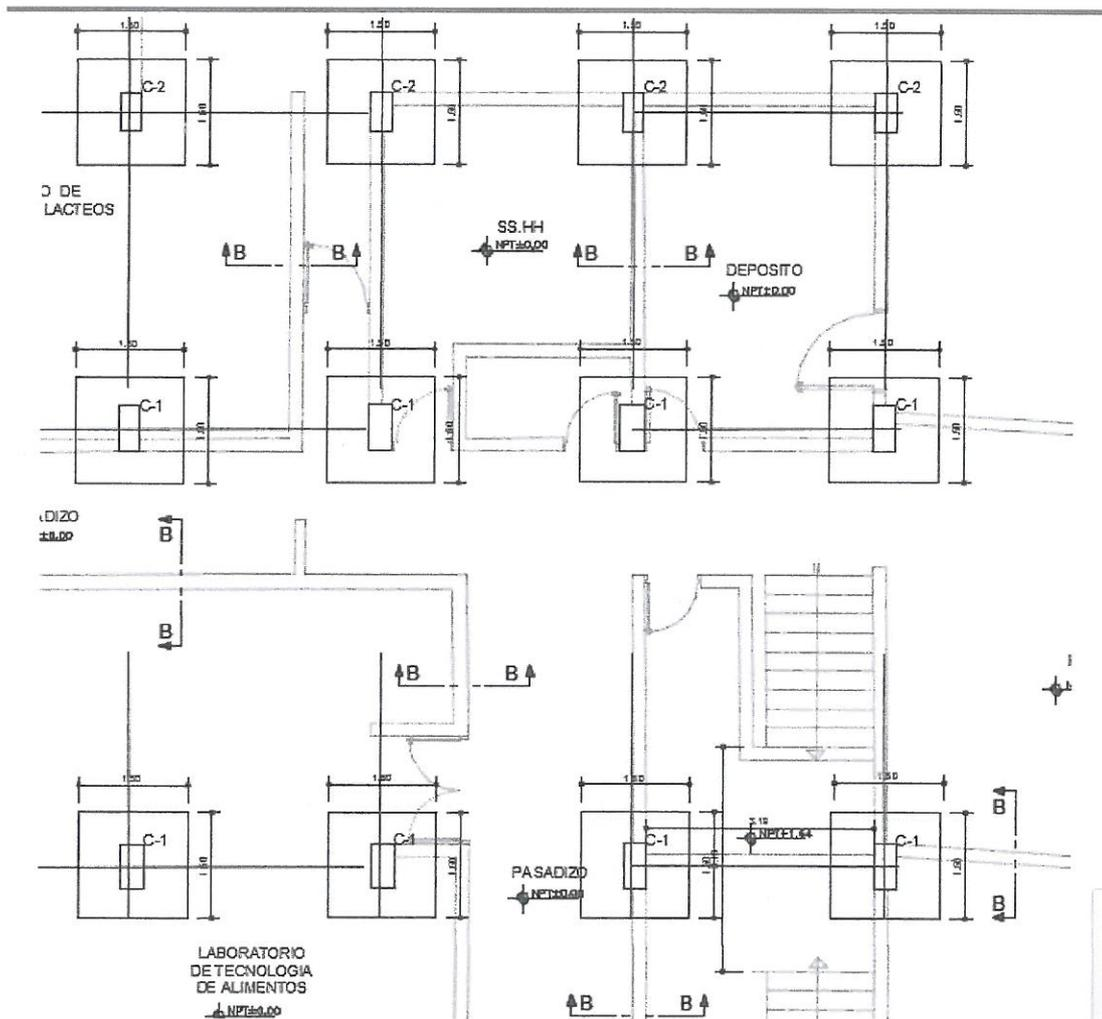 1.50 1.50 1.50 1.50
C-2 C-2 C-2 C-2
1.50 1.50 1.50 1.50
O DE
LACTEOS
SS.HH
NPT±0.00
B B B B
DEPOSITO
NPT±0.00
1.50 1.50 1.50 1.50
C-1 C-1 C-1 C-1
1.50 1.50 1.50 1.50
ADIZO
±0.00
B
B
B B
1.50 1.50 1.50 1.50
B
C-1 C-1 C-1 C-1
NPT+1.44
1.50 1.50 1.50 1.50
PASADIZO
NPT±0.00
B
LABORATORIO
DE TECNOLOGIA
DE ALIMENTOS
NPT±0.00
B B